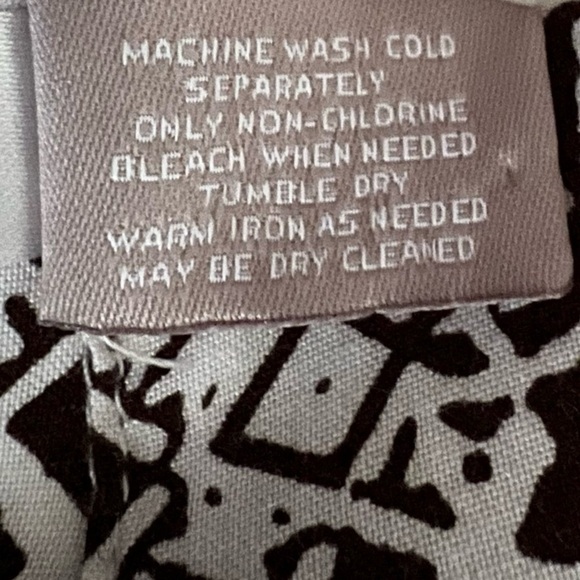 MACHINE WASH COLD
SEPARATELY
ONLY NON-CHLORINE
BLEACH WHEN NEEDED
TUMBLE DRY
WARM IRON AS NEEDED
MAY BE DRY CLEANED